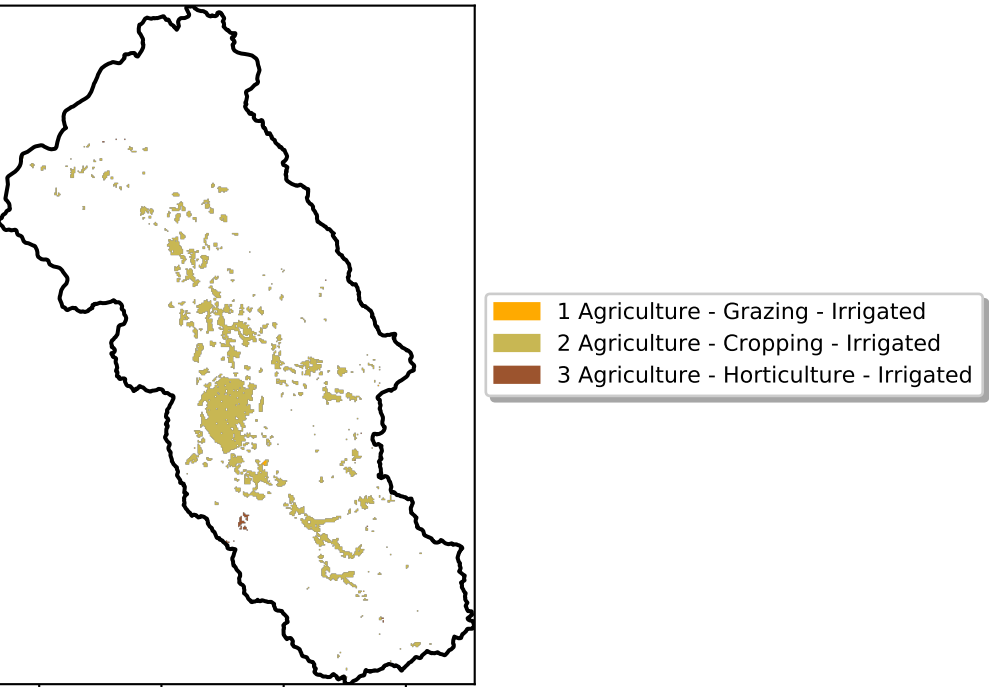 1 Agriculture - Grazing - Irrigated
2 Agriculture - Cropping - Irrigated
3 Agriculture - Horticulture - Irrigated